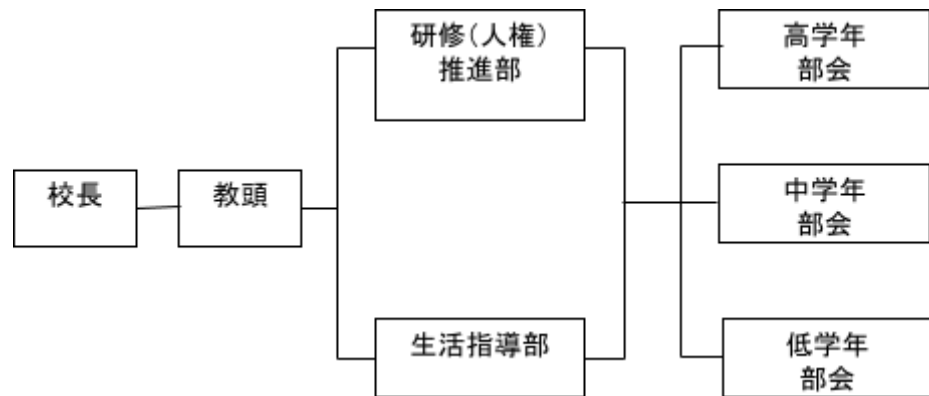 校長
教頭
研修（人権）
推進部
生活指導部
高学年
部会
中学年
部会
低学年
部会